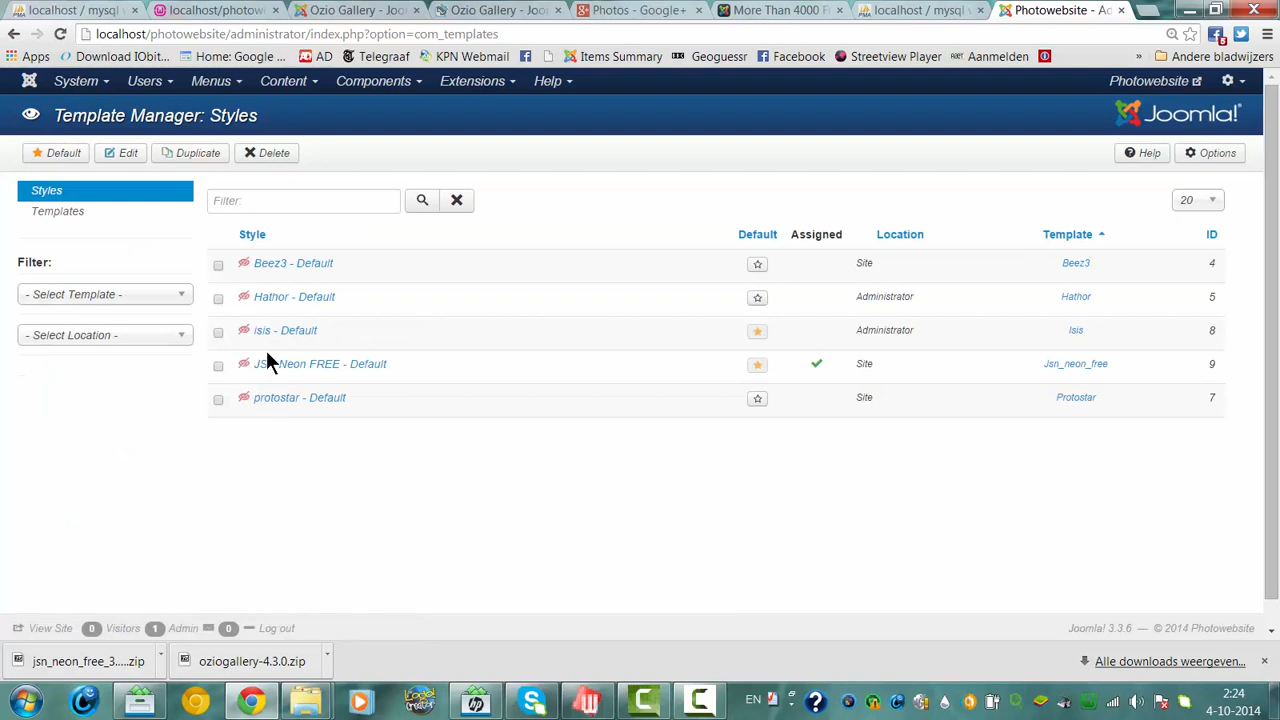 localhost / mysql w
localhost/photowebs
Ozio Gallery - Joom
Ozio Gallery - Joom
Photos - Google+
More Than 4000 F
localhost / mysql w
Photowebsite - Ad
localhost/photowebsite/administrator/index.php?option=com_templates
Apps
Download IObit...
Home: Google ...
AD
Telegraaf
KPN Webmail
Items Summary
Geoguessr
Facebook
Streetview Player
Aanmelden
»
Andere bladwijzers
System
Users
Menus
Content
Components
Extensions
Help
Photowebsite
Template Manager: Styles
Joomla!
Default
Edit
Duplicate
Delete
Help
Options
Styles
Templates
Filter:
20
Style
Default
Assigned
Location
Template
ID
Filter:
- Select Template -
- Select Location -
Beez3 - Default
Site
Beez3
4
Hathor - Default
Administrator
Hathor
5
isis - Default
Administrator
Isis
8
JSN Neon FREE - Default
Site
Jsn_neon_free
9
protostar - Default
Site
Protostar
7
View Site
0
Visitors
1
Admin
0
Log out
Joomla! 3.3.6 — © 2014 Photowebsite
jsn_neon_free_3....zip
oziogallery-4.3.0.zip
Alle downloads weergeven...
EN
2:24
4-10-2014